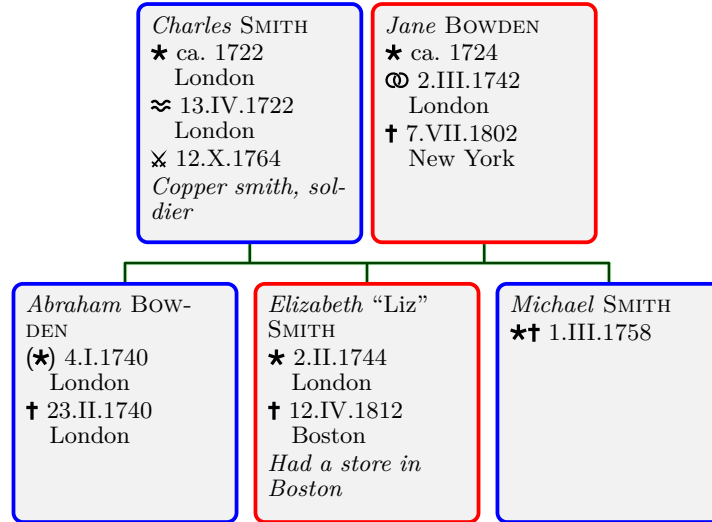 Charles SMITH
* ca. 1722
London
≈ 13.IV.1722
London
⚔ 12.X.1764
Copper smith, sol-
dier
Jane BOWDEN
* ca. 1724
⚭ 2.III.1742
London
† 7.VII.1802
New York
Abraham BOW-
DEN
(*) 4.I.1740
London
† 23.II.1740
London
Elizabeth “Liz”
SMITH
* 2.II.1744
London
† 12.IV.1812
Boston
Had a store in
Boston
Michael SMITH
*† 1.III.1758